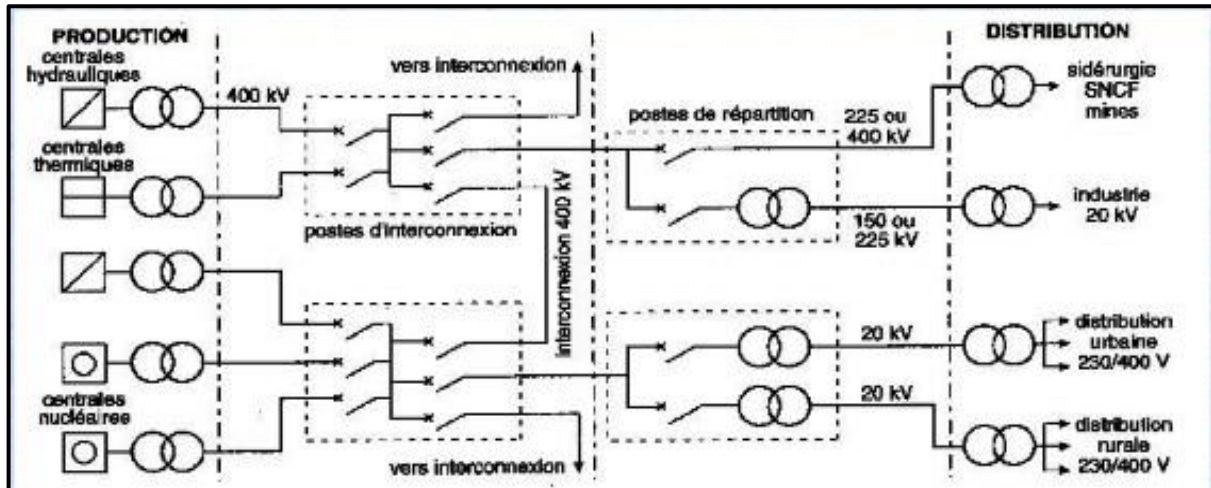 PRODUCTION
centrales
hydrauliques
400 kV
centrales
thermiques
centrales
nucléaires
vers interconnexion
postes d'interconnexion
interconnexion 400 kV
vers interconnexion
postes de répartition
225 ou
400 kV
150 ou
225 kV
20 kV
20 kV
DISTRIBUTION
sidérurgie
SNCF
mines
industrie
20 kV
distribution
urbaine
230/400 V
distribution
rurale
230/400 V